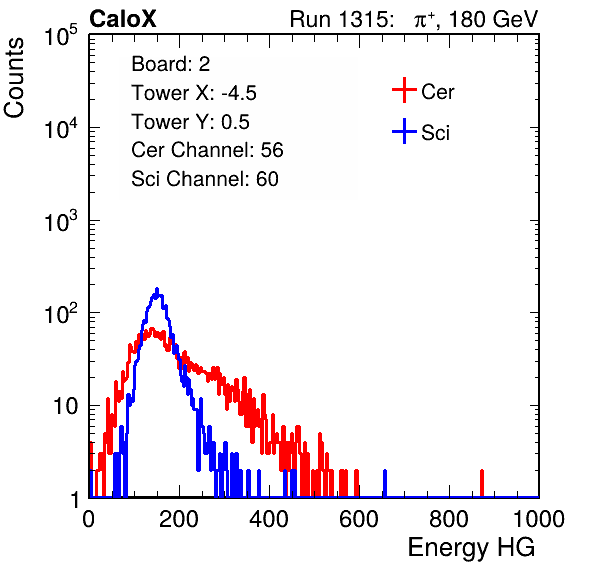 CaloX Run 1315: π⁺, 180 GeV
Counts
10⁵
10⁴
10³
10²
10
1
Board: 2
Tower X: -4.5
Tower Y: 0.5
Cer Channel: 56
Sci Channel: 60
Cer
Sci
0 200 400 600 800 1000
Energy HG